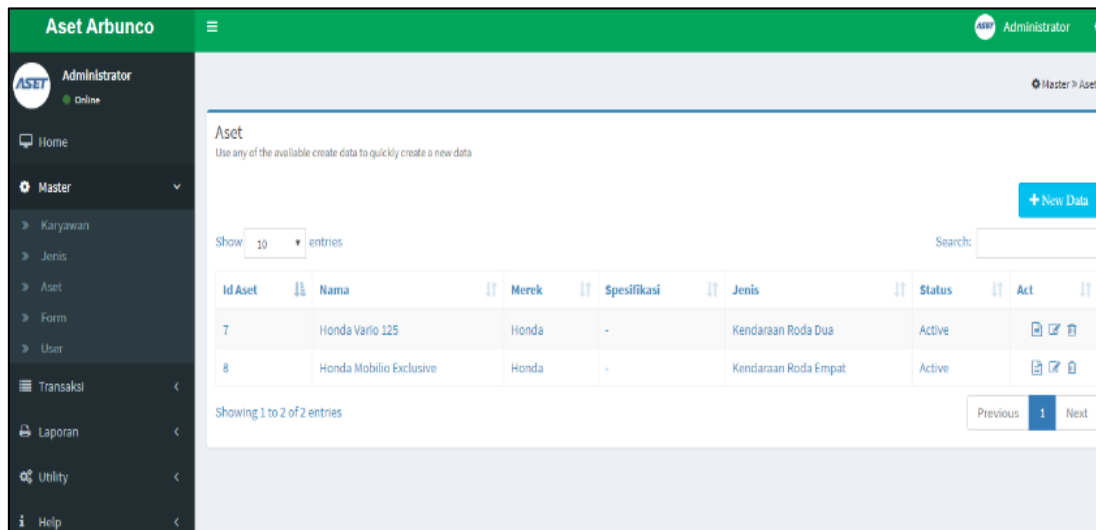 Aset Arbunco
ASET Administrator
ASET Administrator
Online
Master » Aset
Home
Master
» Karyawan
» Jenis
» Aset
» Form
» User
Transaksi
Laporan
Utility
i Help
Aset
Use any of the available create data to quickly create a new data
+ New Data
Show 10 entries
Search:
Id Aset Nama Merek Spesifikasi Jenis Status Act
7 Honda Vario 125 Honda - Kendaraan Roda Dua Active
8 Honda Mobilio Exclusive Honda - Kendaraan Roda Empat Active
Showing 1 to 2 of 2 entries
Previous 1 Next